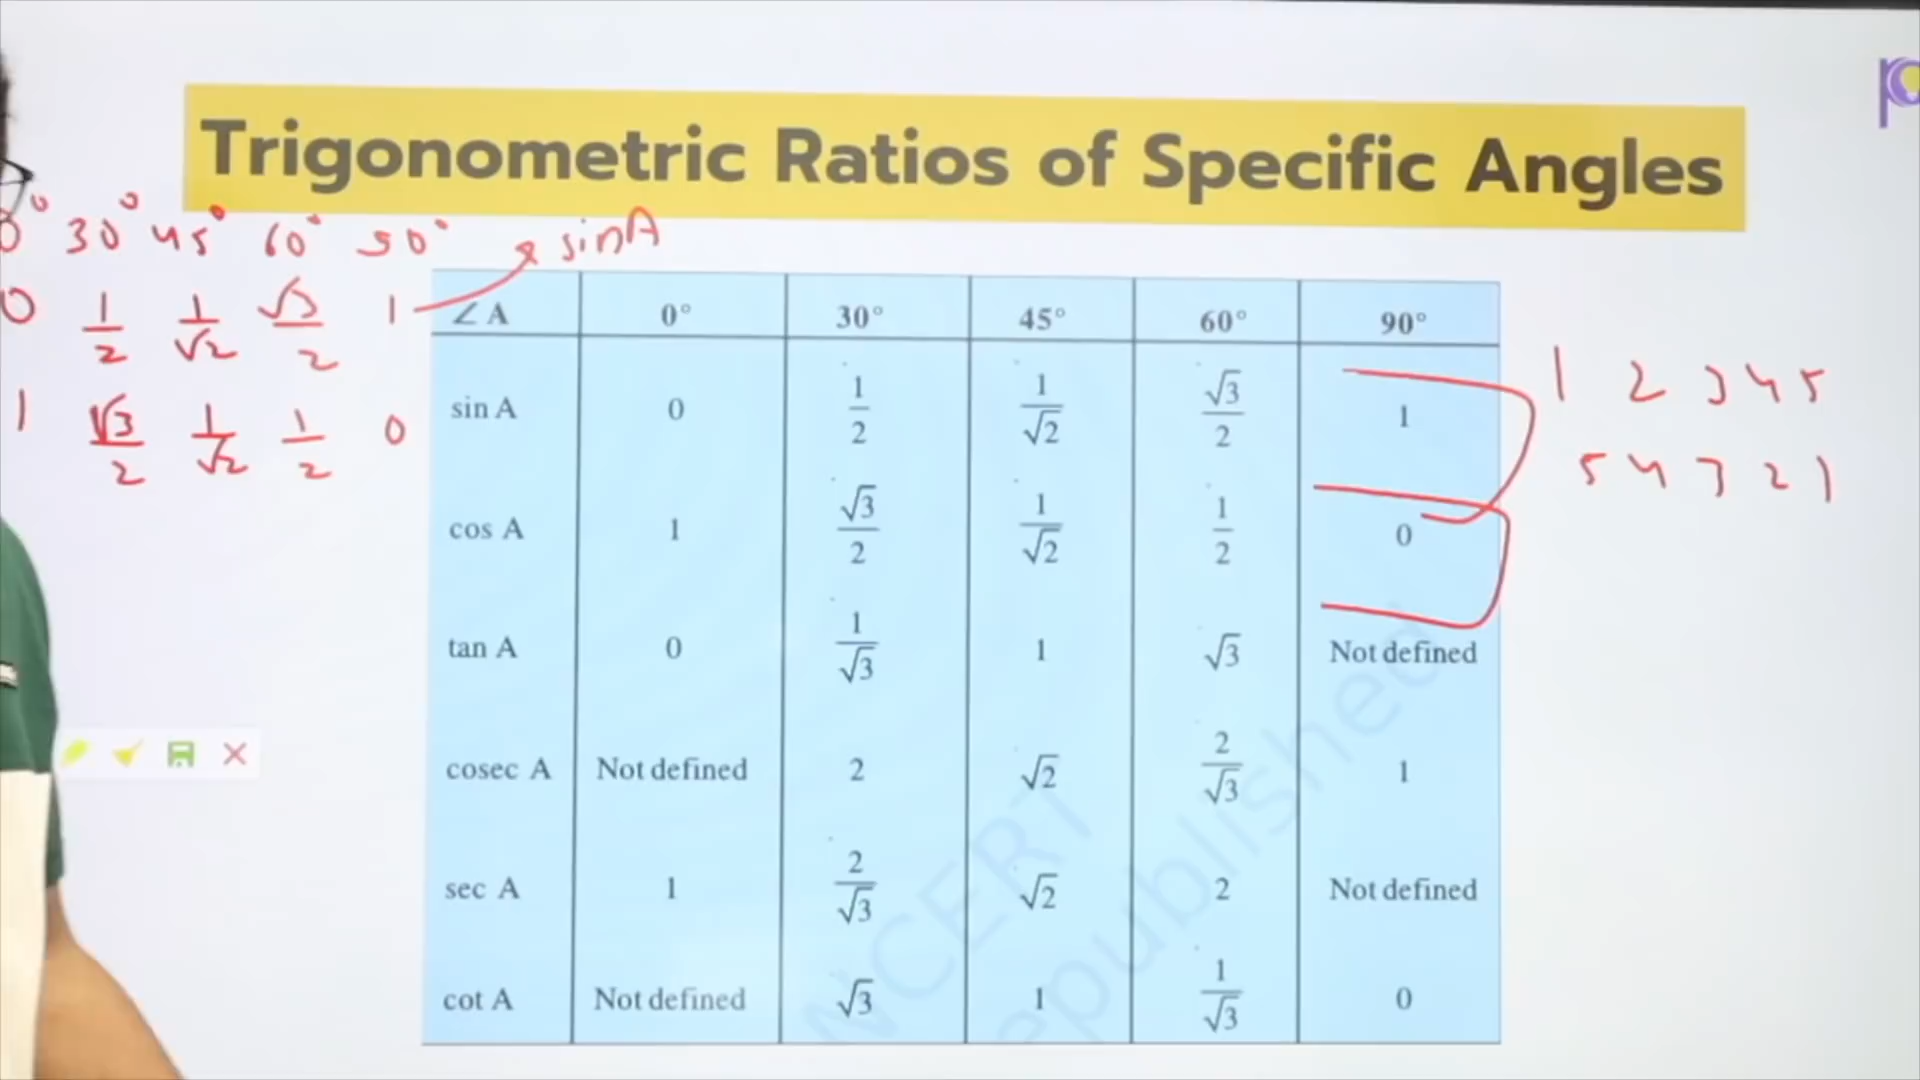 Trigonometric Ratios of Specific Angles
0° 30° 45° 60° 90°
sin A
0 1/2 1/√2 √3/2 1
1 √3/2 1/√2 1/2 0
∠A 0° 30° 45° 60° 90°
sin A 0 1/2 1/√2 √3/2 1
cos A 1 √3/2 1/√2 1/2 0
tan A 0 1/√3 1 √3 Not defined
cosec A Not defined 2 √2 2/√3 1
sec A 1 2/√3 √2 2 Not defined
cot A Not defined √3 1 1/√3 0
1 2 3 4 5
5 4 3 2 1
NCERT
republished